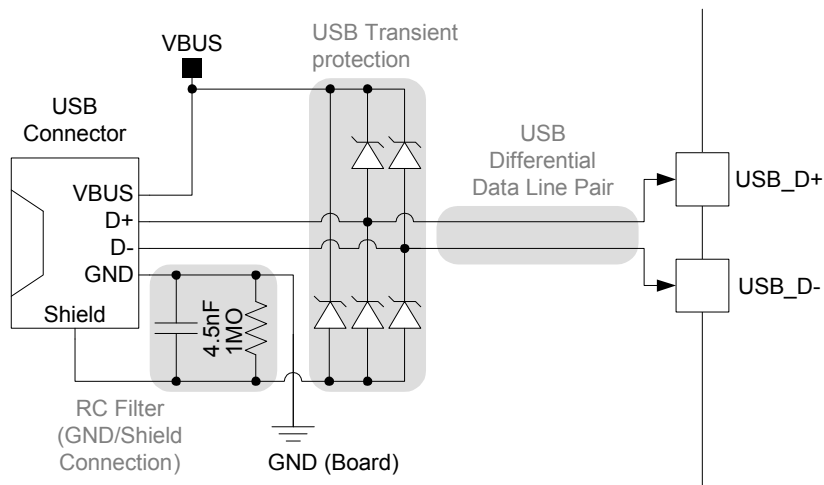 USB Transient
protection
VBUS
USB
Connector
USB
Differential
Data Line Pair
VBUS
D+
D-
GND
Shield
USB_D+
USB_D-
4.5nF
1MO
RC Filter
(GND/Shield
Connection)
GND (Board)